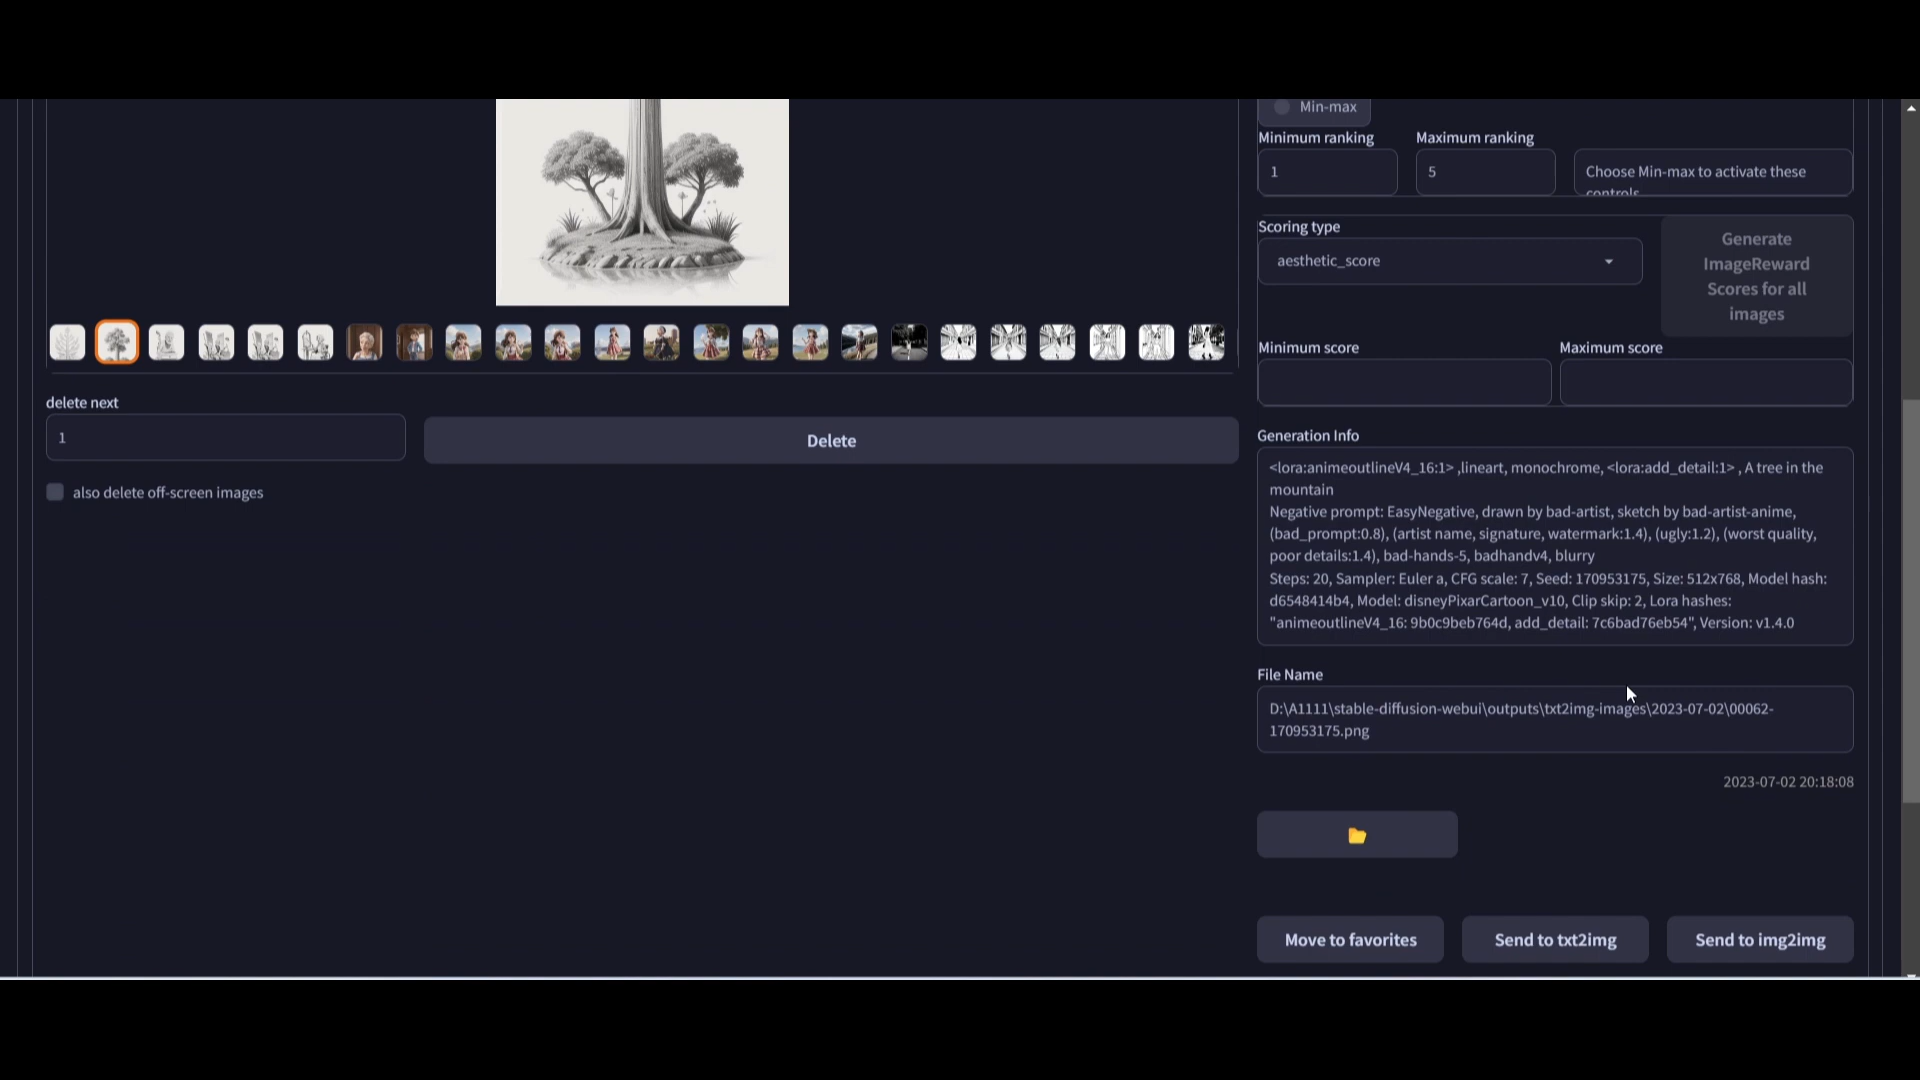 Min-max
Minimum ranking
Maximum ranking
1
5
Choose Min-max to activate these
controls
Scoring type
aesthetic_score
Generate
ImageReward
Scores for all
images
Minimum score
Maximum score
delete next
1
Delete
also delete off-screen images
Generation Info
<lora:animeoutlineV4_16:1> ,lineart, monochrome, <lora:add_detail:1> , A tree in the
mountain
Negative prompt: EasyNegative, drawn by bad-artist, sketch by bad-artist-anime,
(bad_prompt:0.8), (artist name, signature, watermark:1.4), (ugly:1.2), (worst quality,
poor details:1.4), bad-hands-5, badhandv4, blurry
Steps: 20, Sampler: Euler a, CFG scale: 7, Seed: 170953175, Size: 512x768, Model hash:
d6548414b4, Model: disneyPixarCartoon_v10, Clip skip: 2, Lora hashes:
"animeoutlineV4_16: 9b0c9beb764d, add_detail: 7c6bad76eb54", Version: v1.4.0
File Name
D:\A1111\stable-diffusion-webui\outputs\txt2img-images\2023-07-02\00062-
170953175.png
2023-07-02 20:18:08
Move to favorites
Send to txt2img
Send to img2img